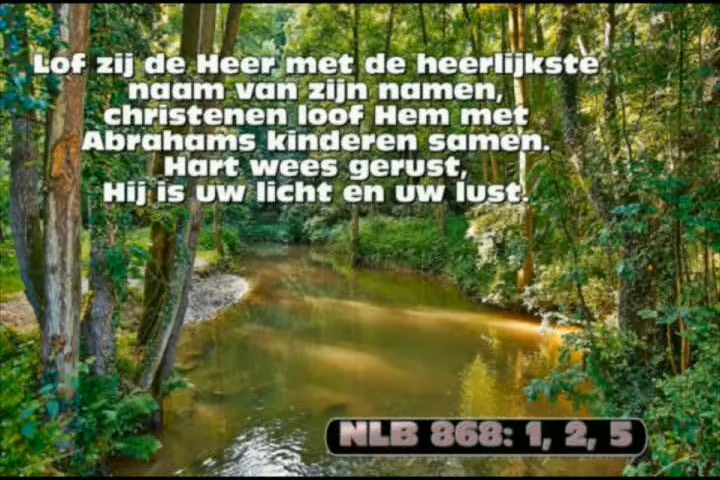 Lof zij de Heer met de heerlijkste
naam van zijn namen,
christenen loof Hem met
Abrahams kinderen samen.
Hart wees gerust,
Hij is uw licht en uw lust.
NLB 868: 1, 2, 5